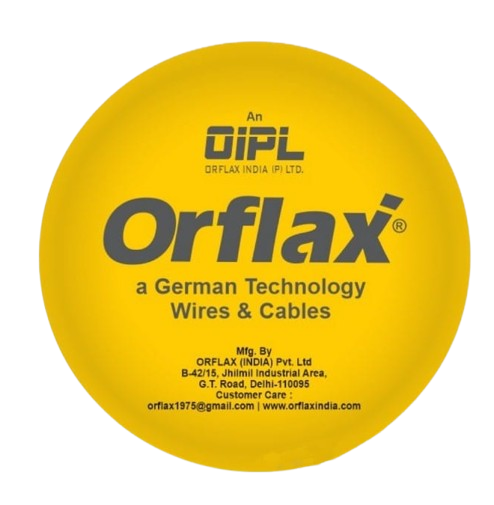 An
OIPL
ORFLAX INDIA (P) LTD.
Orflax®
a German Technology
Wires & Cables
Mfg. By
ORFLAX (INDIA) Pvt. Ltd
B-42/15, Jhilmil Industrial Area,
G.T. Road, Delhi-110095
Customer Care :
orflax1975@gmail.com | www.orflaxindia.com